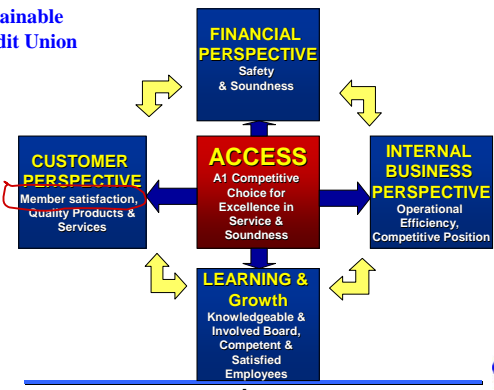 ainable
dit Union
FINANCIAL
PERSPECTIVE
Safety
& Soundness
CUSTOMER
PERSPECTIVE
Member satisfaction,
Quality Products &
Services
ACCESS
A1 Competitive
Choice for
Excellence in
Service &
Soundness
INTERNAL
BUSINESS
PERSPECTIVE
Operational
Efficiency,
Competitive Position
LEARNING &
Growth
Knowledgeable &
Involved Board,
Competent &
Satisfied
Employees